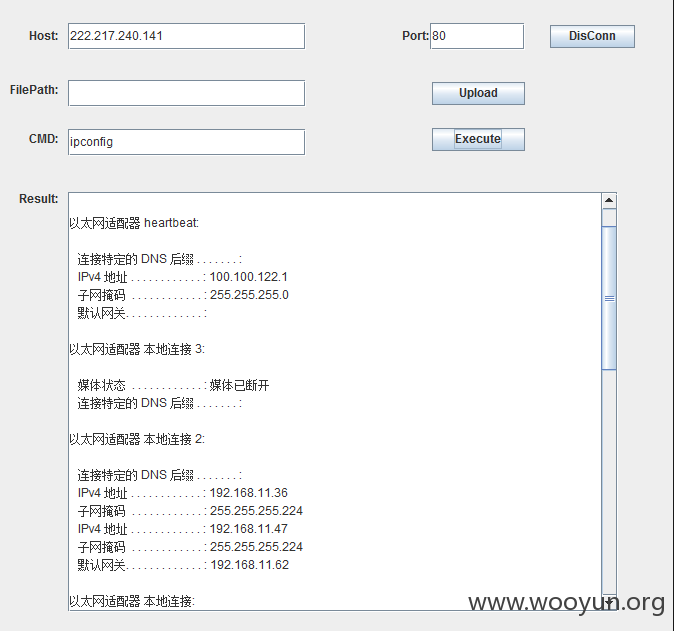 Host: 222.217.240.141 Port: 80 DisConn
FilePath: Upload
CMD: ipconfig Execute
Result:
以太网适配器 heartbeat:
连接特定的 DNS 后缀 . . . . . . . :
IPv4 地址 . . . . . . . . . . . . : 100.100.122.1
子网掩码 . . . . . . . . . . . . : 255.255.255.0
默认网关. . . . . . . . . . . . . :
以太网适配器 本地连接 3:
媒体状态 . . . . . . . . . . . . : 媒体已断开
连接特定的 DNS 后缀 . . . . . . . :
以太网适配器 本地连接 2:
连接特定的 DNS 后缀 . . . . . . . :
IPv4 地址 . . . . . . . . . . . . : 192.168.11.36
子网掩码 . . . . . . . . . . . . : 255.255.255.224
IPv4 地址 . . . . . . . . . . . . : 192.168.11.47
子网掩码 . . . . . . . . . . . . : 255.255.255.224
默认网关. . . . . . . . . . . . . : 192.168.11.62
以太网适配器 本地连接:
www.wooyun.org